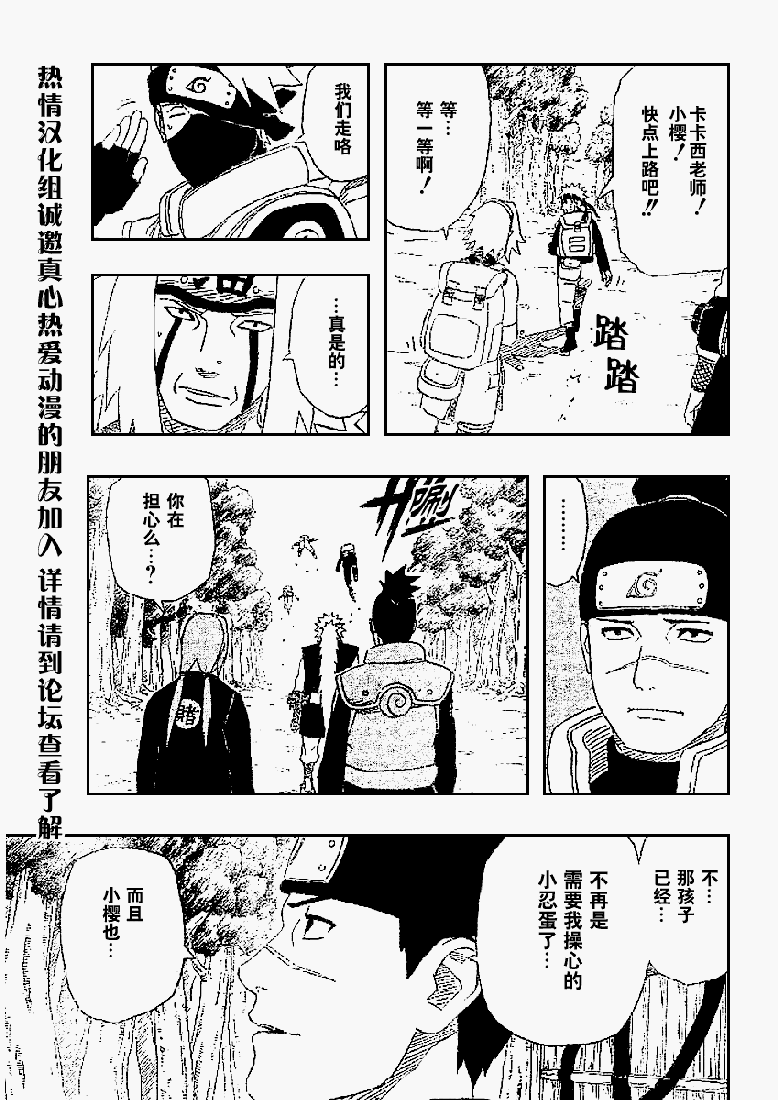 卡卡西老师！
小樱！
快点上路吧!!
等…
等一等啊！
踏
踏
我们走咯
…真是的…
………
唰
你在
担心么…?
赌
不…
那孩子
已经…
不再是
需要我操心的
小忍蛋了…
而且
小樱也…
热情汉化组诚邀真心热爱动漫的朋友加入 详情请到论坛查看了解